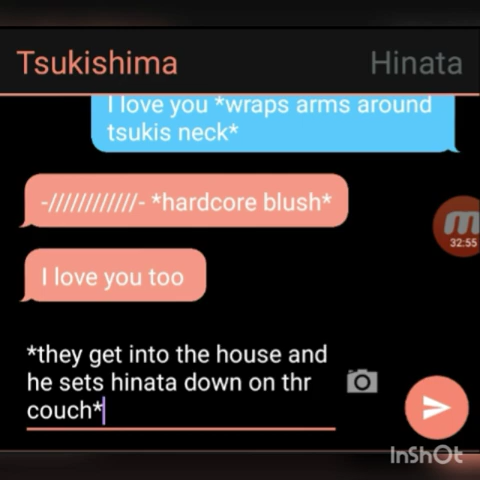 Tsukishima
Hinata
I love you *wraps arms around
tsukis neck*
-////////////- *hardcore blush*
32:55
I love you too
*they get into the house and
he sets hinata down on thr
couch*
InShOt